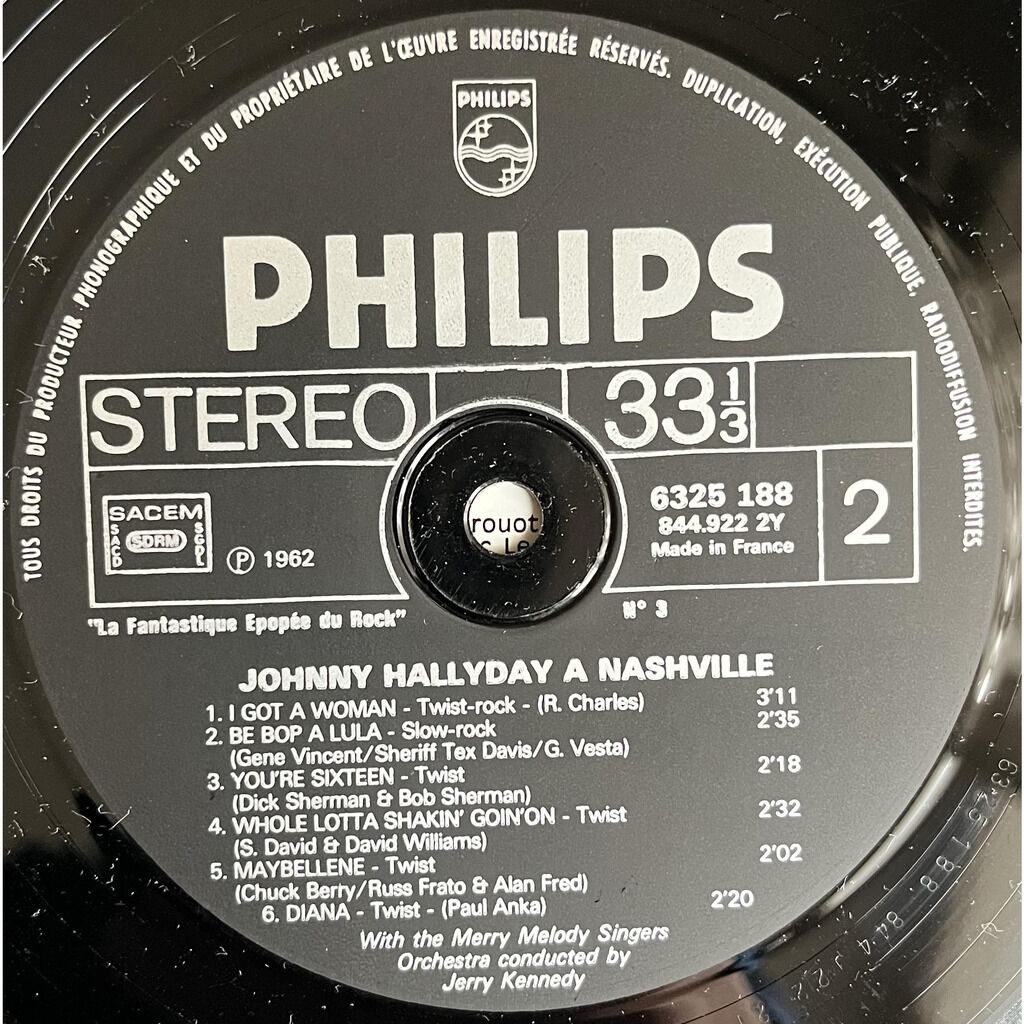 TOUS DROITS DU PRODUCTEUR PHONOGRAPHIQUE ET DU PROPRIÉTAIRE DE L'ŒUVRE ENREGISTRÉE RÉSERVÉS. DUPLICATION, EXÉCUTION PUBLIQUE, RADIODIFFUSION INTERDITES.
PHILIPS
PHILIPS
STEREO
33 1/3
SACEM
SACD
SDRM
SGDL
Ⓟ 1962
6325 188
844.922 2Y
Made in France
2
rouot
c Le
"La Fantastique Epopée du Rock"
N° 3
JOHNNY HALLYDAY A NASHVILLE
1. I GOT A WOMAN - Twist-rock - (R. Charles) 3'11
2. BE BOP A LULA - Slow-rock 2'35
(Gene Vincent/Sheriff Tex Davis/G. Vesta)
3. YOU'RE SIXTEEN - Twist 2'18
(Dick Sherman & Bob Sherman)
4. WHOLE LOTTA SHAKIN' GOIN'ON - Twist 2'32
(S. David & David Williams)
5. MAYBELLENE - Twist 2'02
(Chuck Berry/Russ Frato & Alan Fred)
6. DIANA - Twist - (Paul Anka) 2'20
With the Merry Melody Singers
Orchestra conducted by
Jerry Kennedy
6325188.844